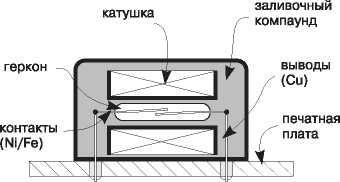 катушка
заливочный
компаунд
геркон
выводы
(Cu)
контакты
(Ni/Fe)
печатная
плата